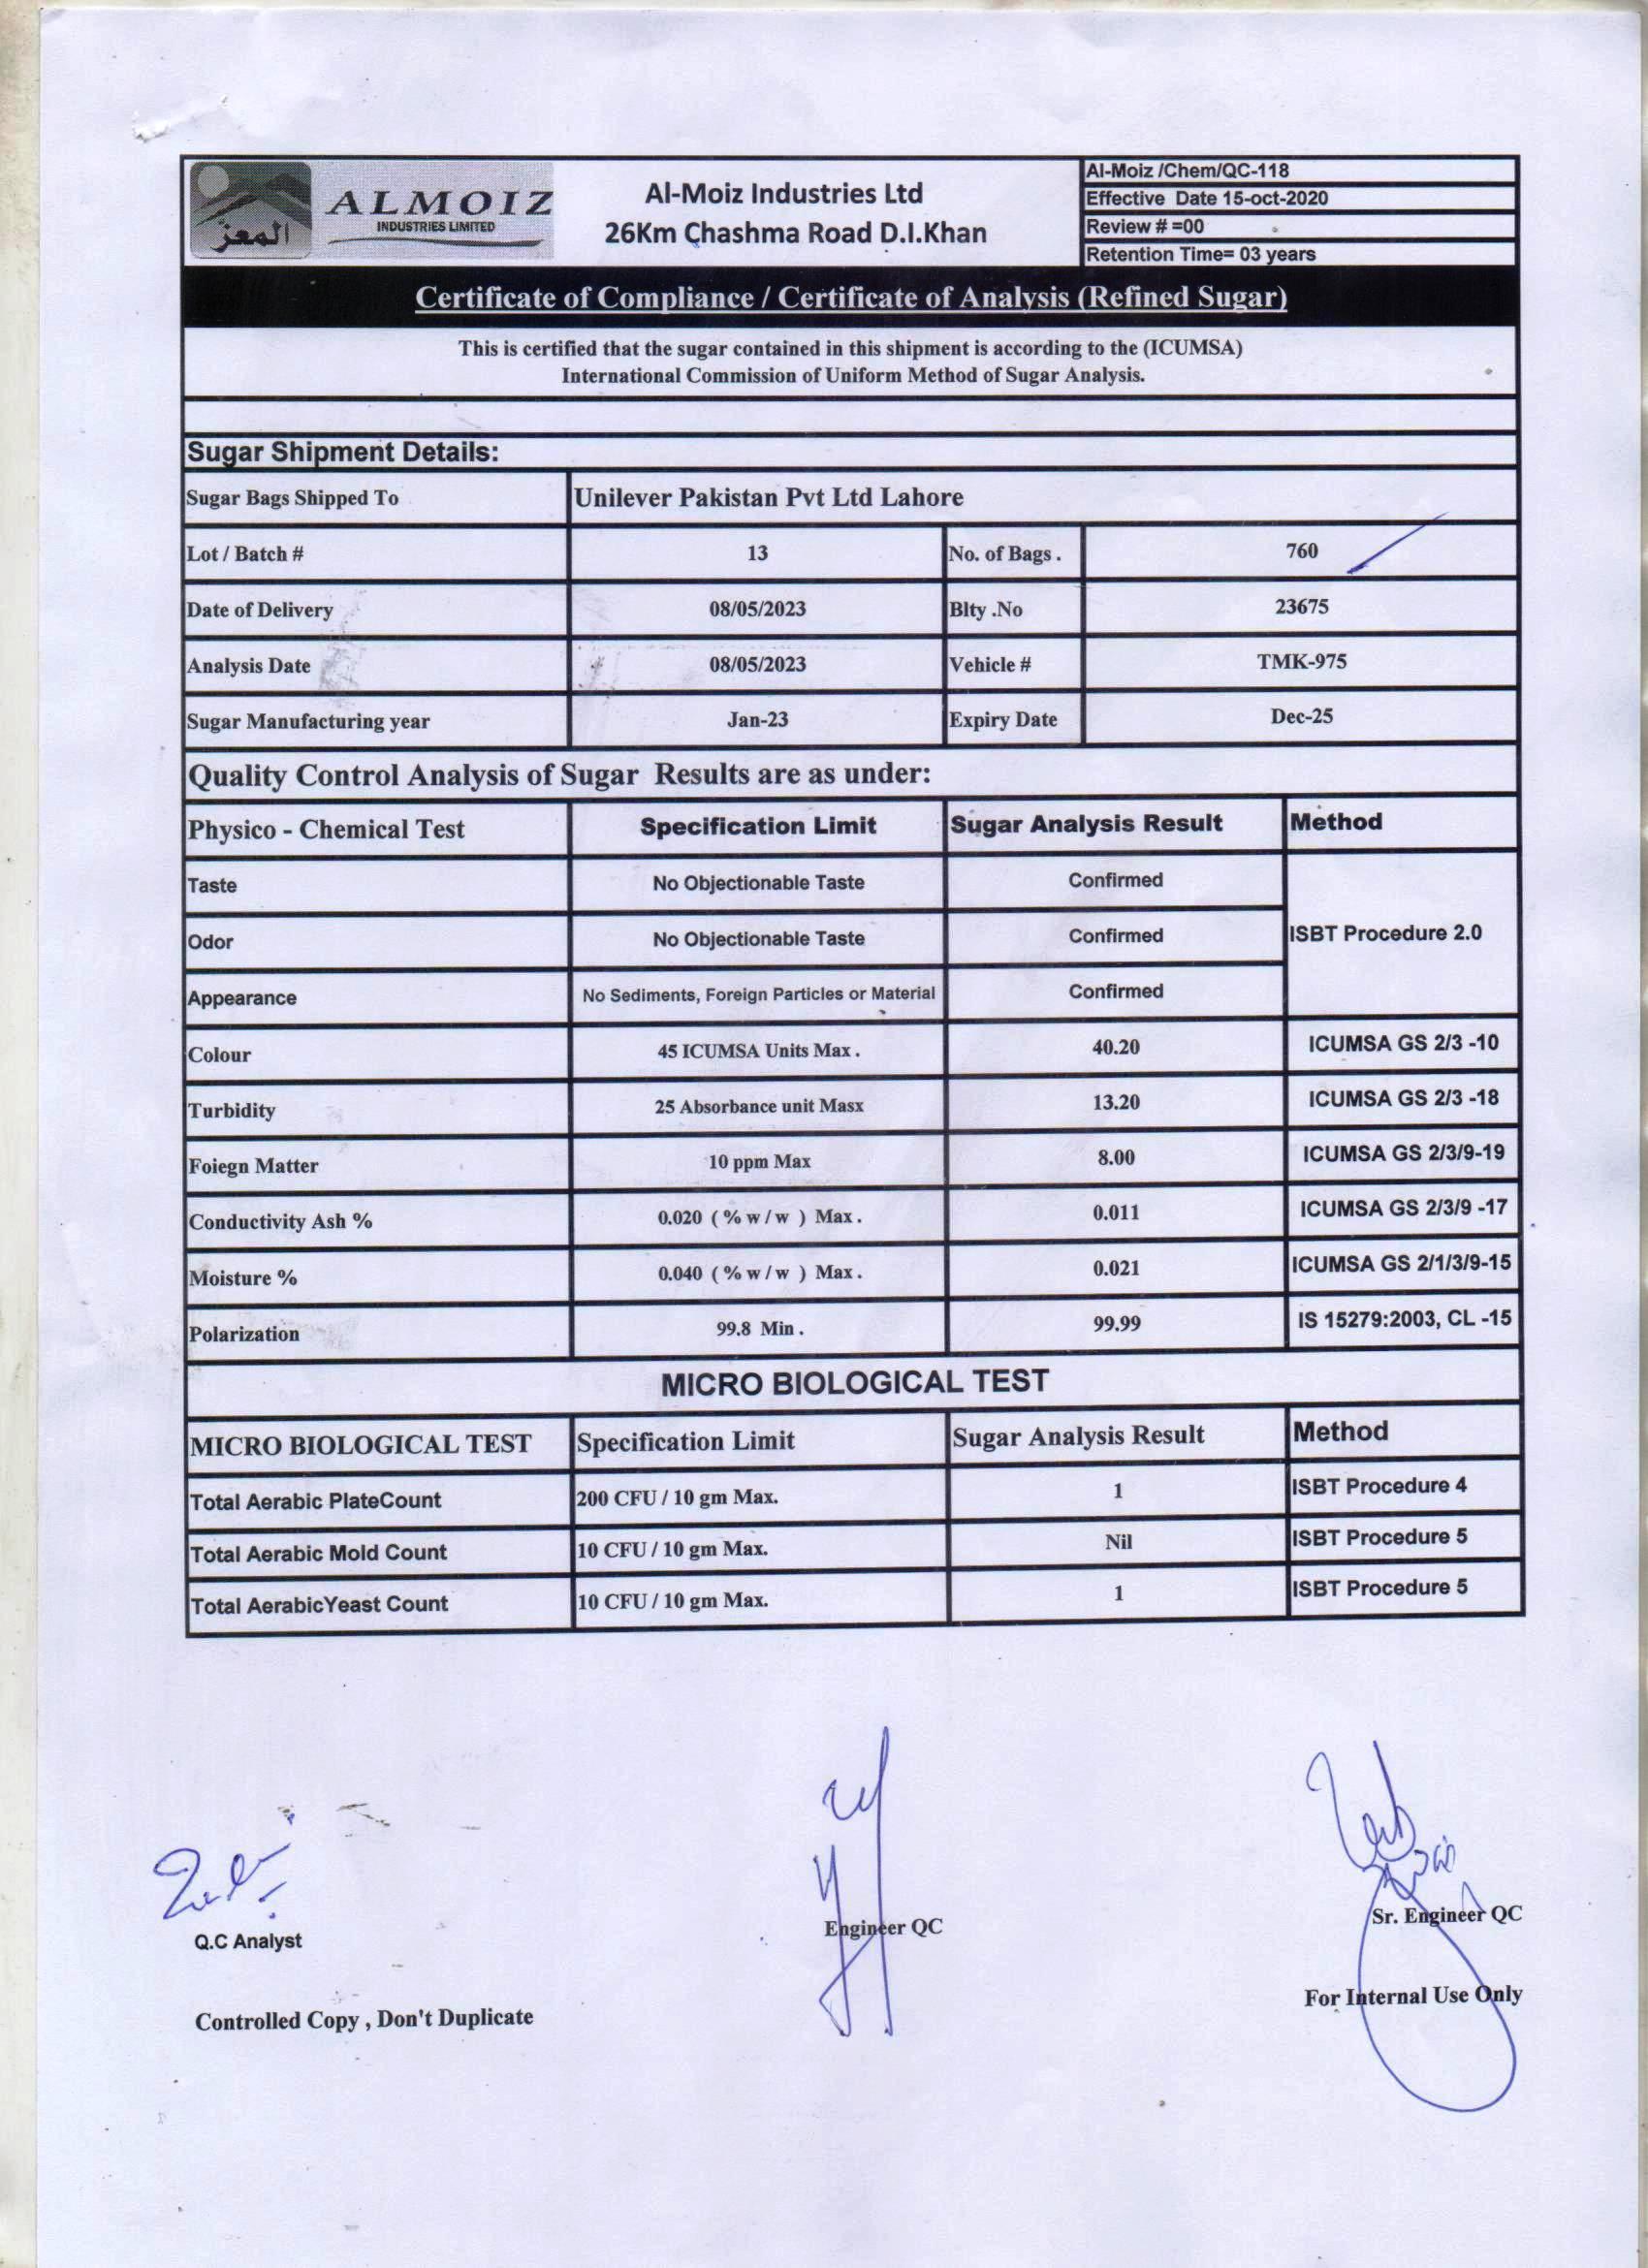 المعز
ALMOIZ
INDUSTRIES LIMITED
Al-Moiz Industries Ltd
26Km Chashma Road D.I.Khan
Al-Moiz /Chem/QC-118
Effective Date 15-oct-2020
Review # =00
Retention Time= 03 years
Certificate of Compliance / Certificate of Analysis (Refined Sugar)
This is certified that the sugar contained in this shipment is according to the (ICUMSA)
International Commission of Uniform Method of Sugar Analysis.
Sugar Shipment Details:
Sugar Bags Shipped To Unilever Pakistan Pvt Ltd Lahore
Lot / Batch # 13 No. of Bags . 760
Date of Delivery 08/05/2023 Blty .No 23675
Analysis Date 08/05/2023 Vehicle # TMK-975
Sugar Manufacturing year Jan-23 Expiry Date Dec-25
Quality Control Analysis of Sugar Results are as under:
Physico - Chemical Test Specification Limit Sugar Analysis Result Method
Taste No Objectionable Taste Confirmed
Odor No Objectionable Taste Confirmed ISBT Procedure 2.0
Appearance No Sediments, Foreign Particles or Material Confirmed
Colour 45 ICUMSA Units Max . 40.20 ICUMSA GS 2/3 -10
Turbidity 25 Absorbance unit Masx 13.20 ICUMSA GS 2/3 -18
Foiegn Matter 10 ppm Max 8.00 ICUMSA GS 2/3/9-19
Conductivity Ash % 0.020 ( % w / w ) Max . 0.011 ICUMSA GS 2/3/9 -17
Moisture % 0.040 ( % w / w ) Max . 0.021 ICUMSA GS 2/1/3/9-15
Polarization 99.8 Min . 99.99 IS 15279:2003, CL -15
MICRO BIOLOGICAL TEST
MICRO BIOLOGICAL TEST Specification Limit Sugar Analysis Result Method
Total Aerabic PlateCount 200 CFU / 10 gm Max. 1 ISBT Procedure 4
Total Aerabic Mold Count 10 CFU / 10 gm Max. Nil ISBT Procedure 5
Total AerabicYeast Count 10 CFU / 10 gm Max. 1 ISBT Procedure 5
Q.C Analyst Engineer QC Sr. Engineer QC
Controlled Copy , Don't Duplicate For Internal Use Only